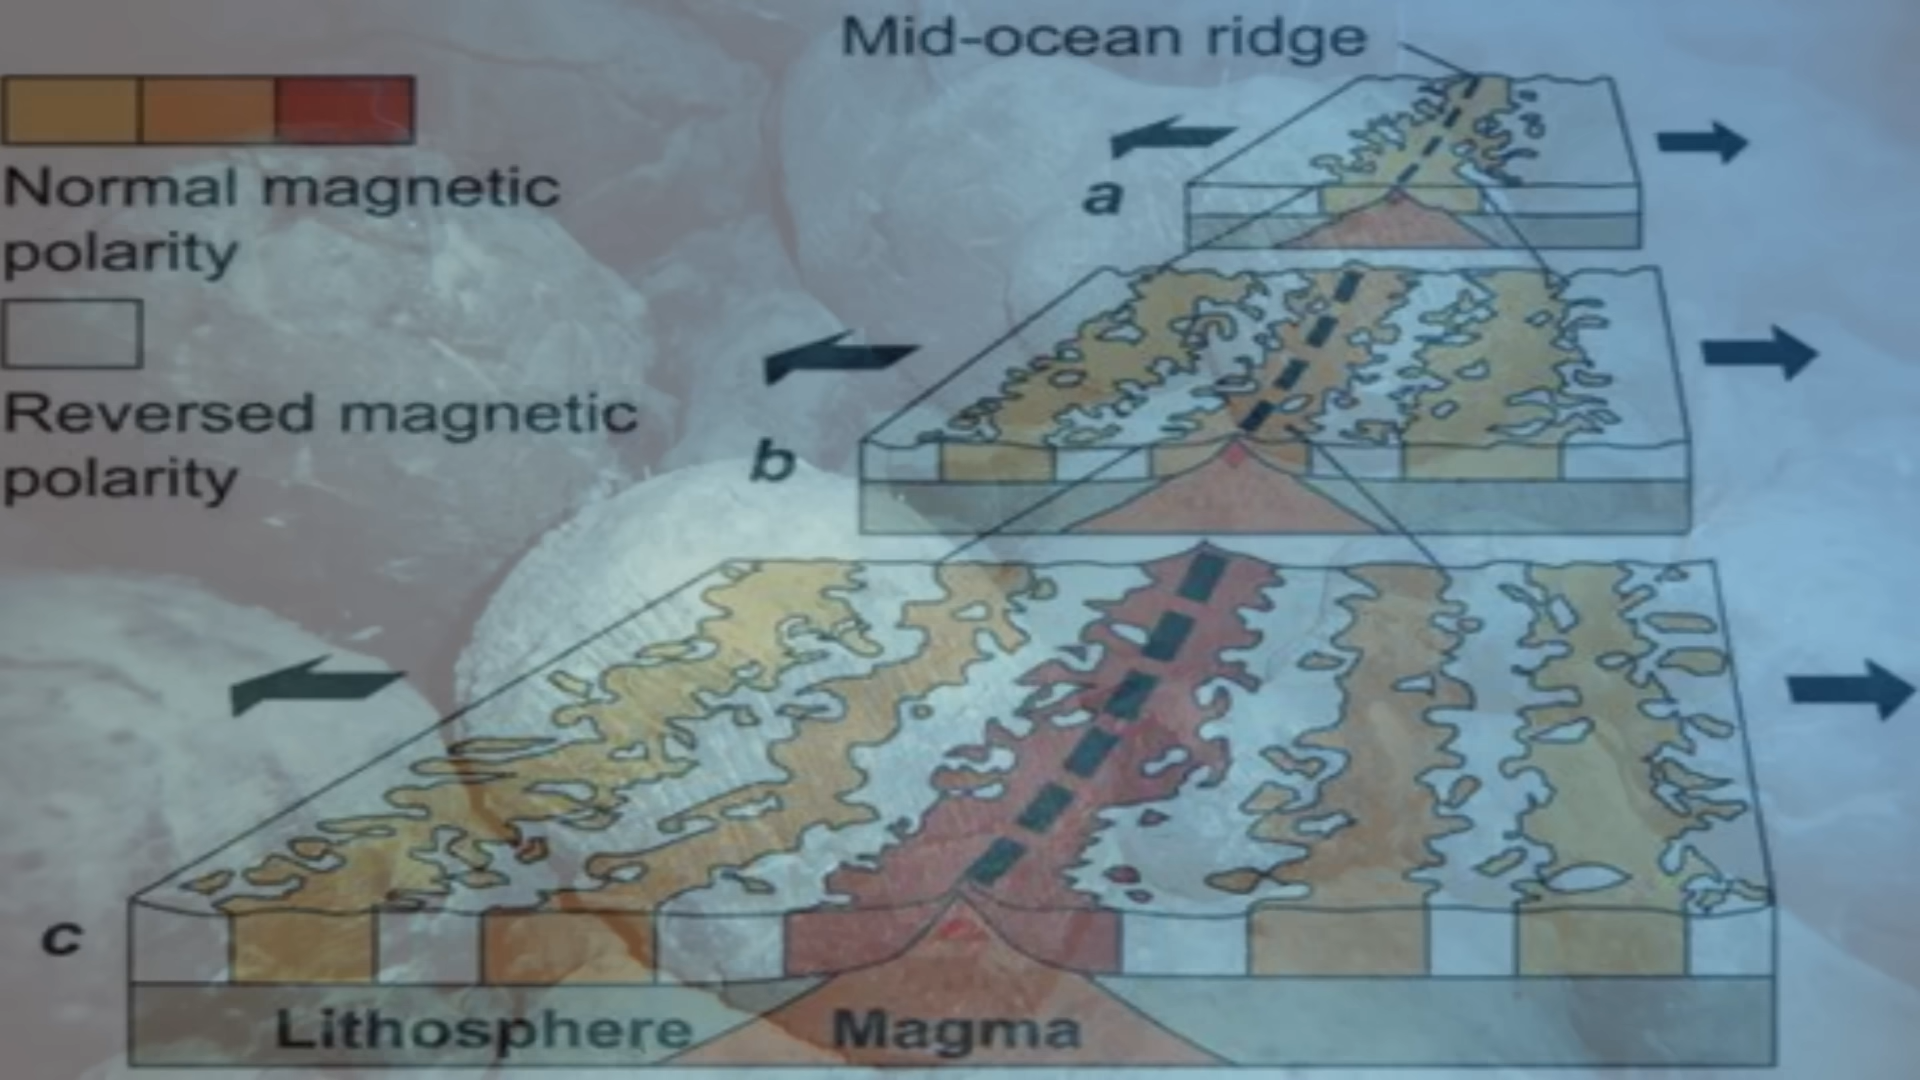 Mid-ocean ridge
Normal magnetic
polarity
Reversed magnetic
polarity
a
b
c
Lithosphere
Magma